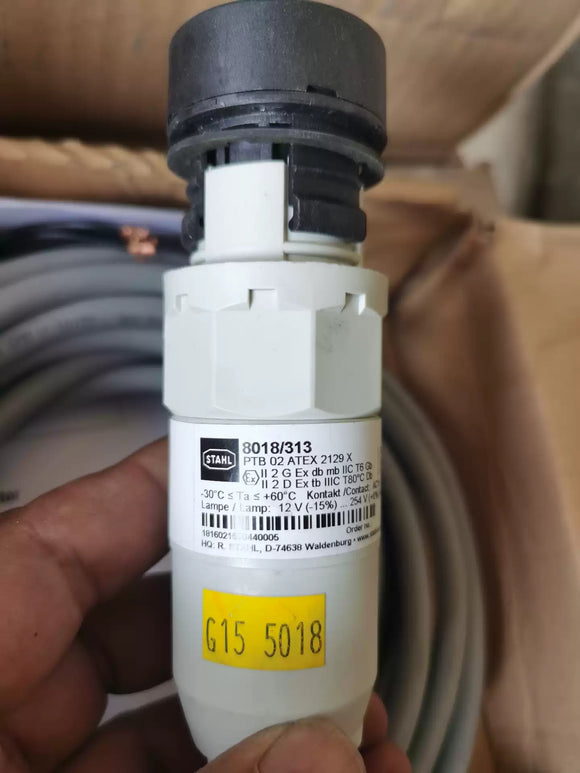 STAHL
8018/313
PTB 02 ATEX 2129 X
II 2 G Ex db mb IIC T6 Gb
II 2 D Ex tb IIIC T80°C Db
-30°C ≤ Ta ≤ +60°C Kontakt /Contact:
Lampe / Lamp: 12 V (-15%) ... 254 V
Order no.
HQ: R. STAHL, D-74638 Waldenburg •
G15 5018